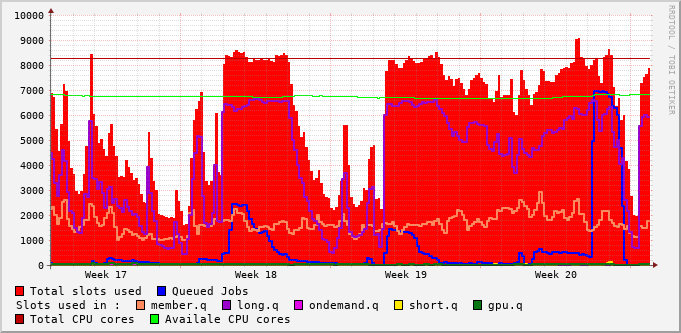 RRDTOOL / TOBI OETIKER
10000
9000
8000
7000
6000
5000
4000
3000
2000
1000
0
Week 17 Week 18 Week 19 Week 20
Total slots used Queued Jobs
Slots used in : member.q long.q ondemand.q short.q gpu.q
Total CPU cores Availale CPU cores